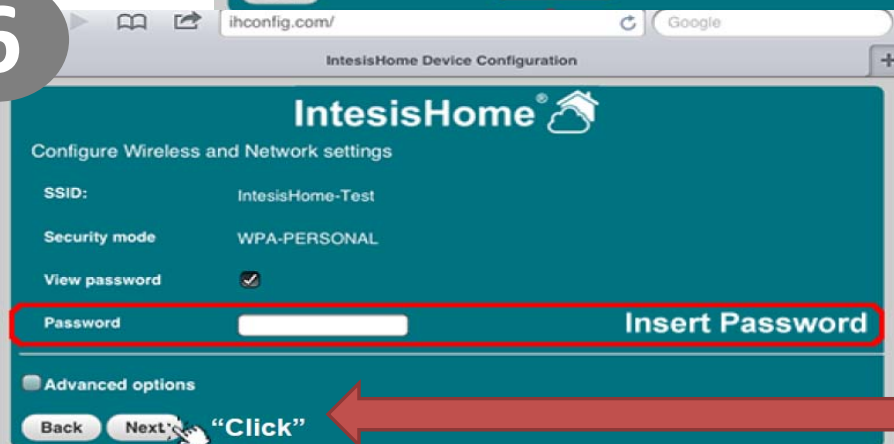 6
ihconfig.com/
Google
IntesisHome Device Configuration
+
IntesisHome®
Configure Wireless and Network settings
SSID: IntesisHome-Test
Security mode WPA-PERSONAL
View password
Password Insert Password
Advanced options
Back Next "Click"